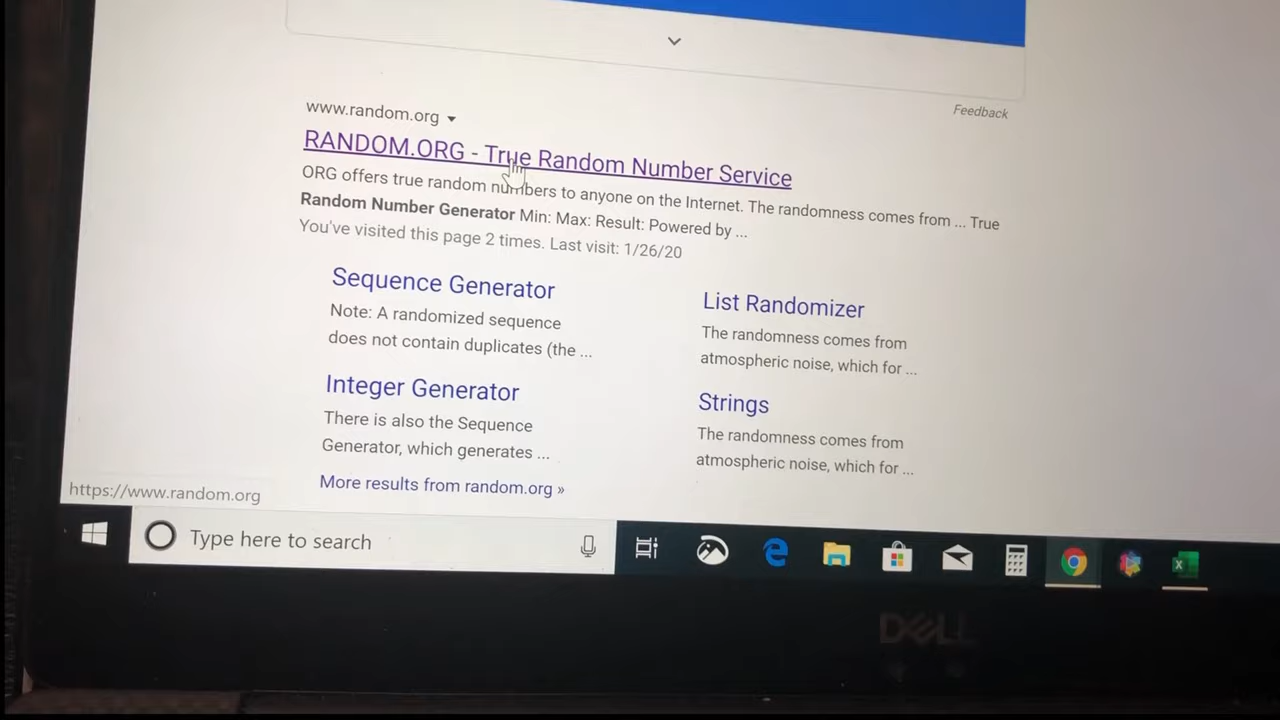 Feedback
www.random.org
RANDOM.ORG - True Random Number Service
ORG offers true random numbers to anyone on the Internet. The randomness comes from ... True
Random Number Generator Min: Max: Result: Powered by ...
You've visited this page 2 times. Last visit: 1/26/20
Sequence Generator
Note: A randomized sequence
does not contain duplicates (the ...
List Randomizer
The randomness comes from
atmospheric noise, which for ...
Integer Generator
There is also the Sequence
Generator, which generates ...
Strings
The randomness comes from
atmospheric noise, which for ...
More results from random.org »
https://www.random.org
Type here to search
DELL